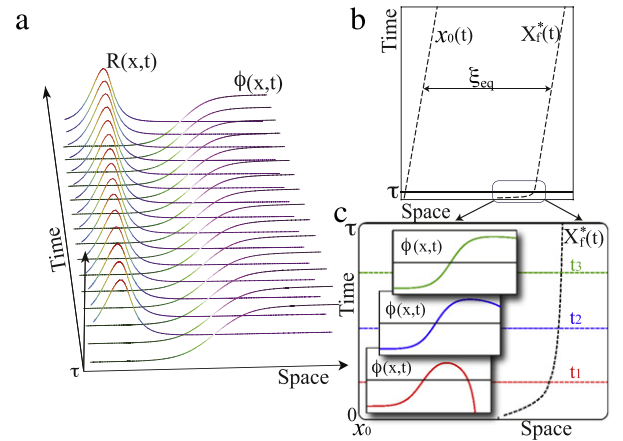 a
R(x,t)
ϕ(x,t)
Time
τ
Space
b
Time
x₀(t)
X*f(t)
ξeq
τ
Space
c
τ
Time
0
x₀
Space
X*f(t)
t₃
t₂
t₁
ϕ(x,t)
ϕ(x,t)
ϕ(x,t)